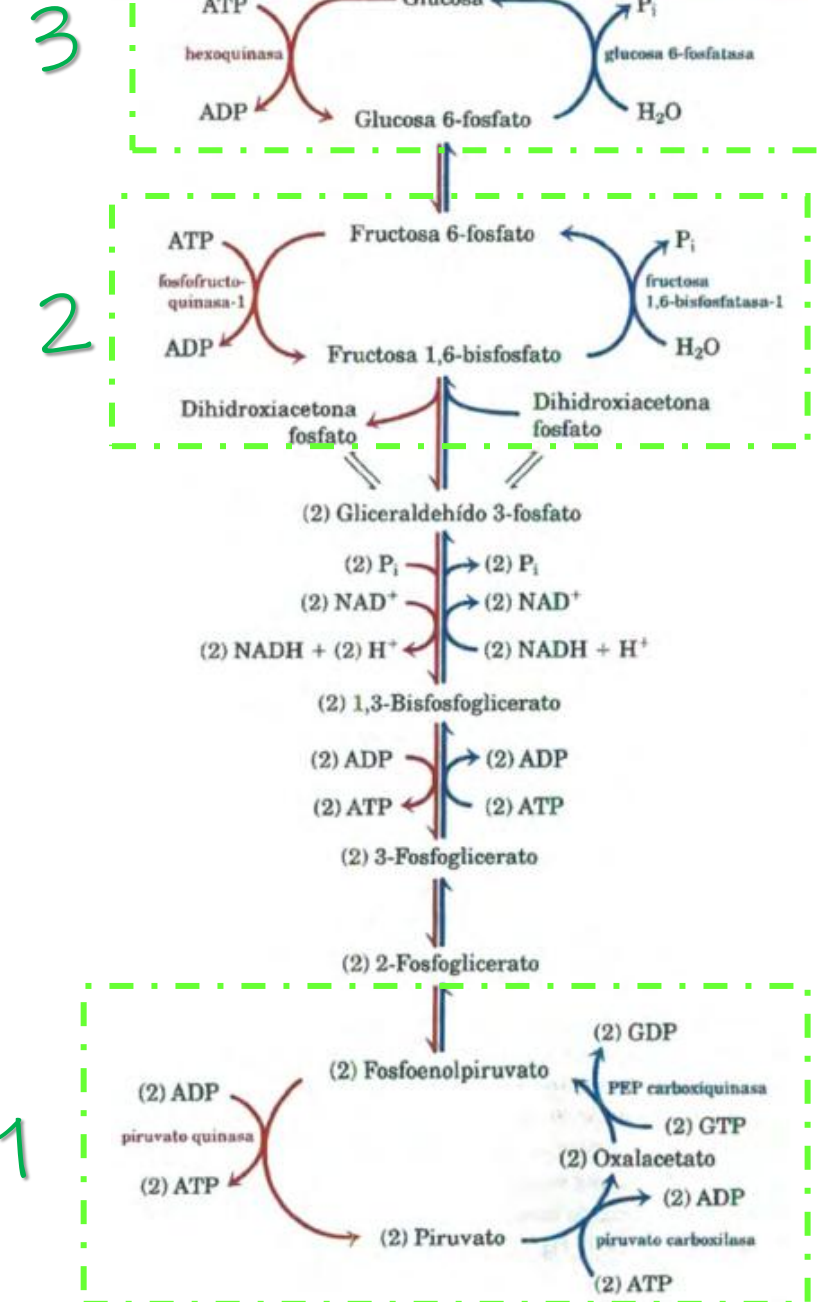 3
ATP
Glucosa
Pi
hexoquinasa
glucosa 6-fosfatasa
ADP
Glucosa 6-fosfato
H₂O
2
ATP
Fructosa 6-fosfato
Pi
fosfofructo-
quinasa-1
fructosa
1,6-bisfosfatasa-1
ADP
Fructosa 1,6-bisfosfato
H₂O
Dihidroxiacetona
fosfato
Dihidroxiacetona
fosfato
(2) Gliceraldehído 3-fosfato
(2) Pi
(2) Pi
(2) NAD⁺
(2) NAD⁺
(2) NADH + (2) H⁺
(2) NADH + H⁺
(2) 1,3-Bisfosfoglicerato
(2) ADP
(2) ADP
(2) ATP
(2) ATP
(2) 3-Fosfoglicerato
(2) 2-Fosfoglicerato
1
(2) GDP
(2) Fosfoenolpiruvato
(2) ADP
PEP carboxiquinasa
(2) GTP
piruvato quinasa
(2) Oxalacetato
(2) ATP
(2) ADP
(2) Piruvato
piruvato carboxilasa
(2) ATP